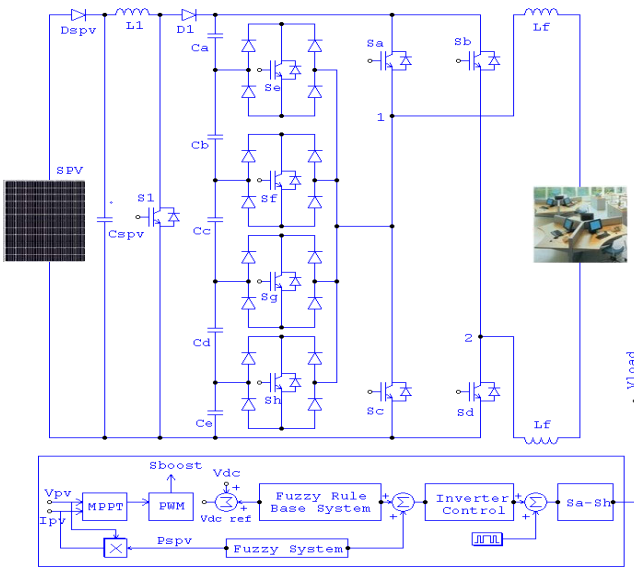 Dspv
L1
D1
Ca
Se
Sa
Sb
Lf
1
Cb
SPV
S1
Sf
Cspv
Cc
Sg
2
Cd
Sh
Sc
Sd
Ce
Lf
Vload
Sboost
Vdc
Vpv
Ipv
MPPT
PWM
Vdc ref
Fuzzy Rule
Base System
Inverter
Control
Sa-Sh
Pspv
Fuzzy System